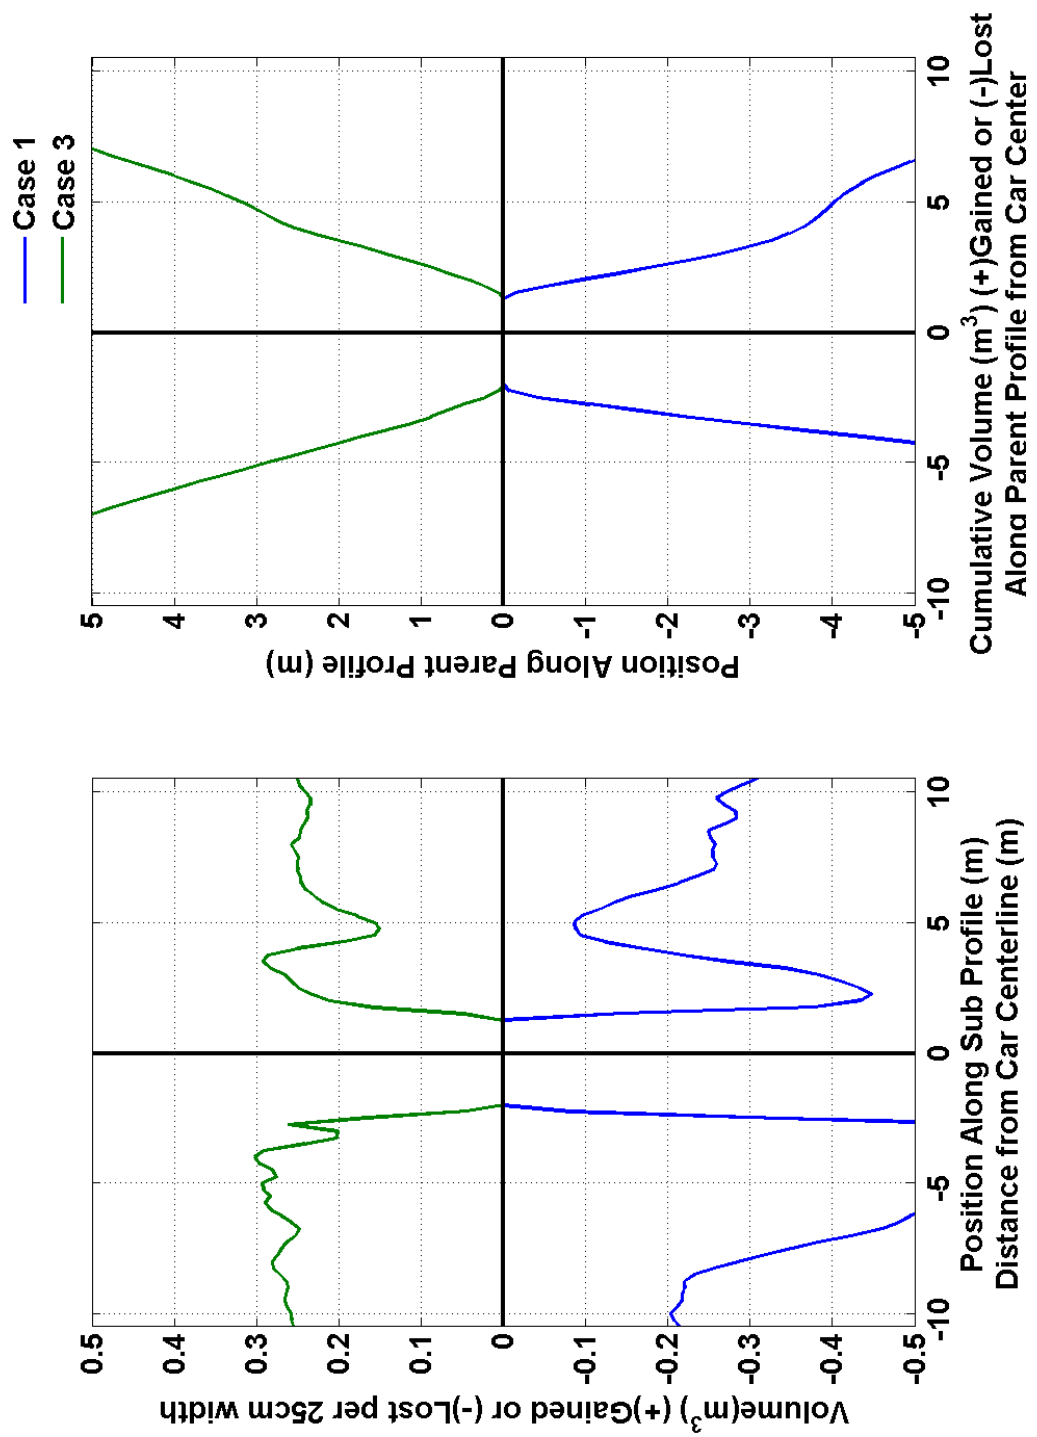 Case 1
Case 3
Volume(m³) (+)Gained or (-)Lost per 25cm width
0.5
0.4
0.3
0.2
0.1
0
-0.1
-0.2
-0.3
-0.4
-0.5
-10 -5 0 5 10
Position Along Sub Profile (m)
Distance from Car Centerline (m)
Position Along Parent Profile (m)
5
4
3
2
1
0
-1
-2
-3
-4
-5
-10 -5 0 5 10
Cumulative Volume (m³) (+)Gained or (-)Lost
Along Parent Profile from Car Center